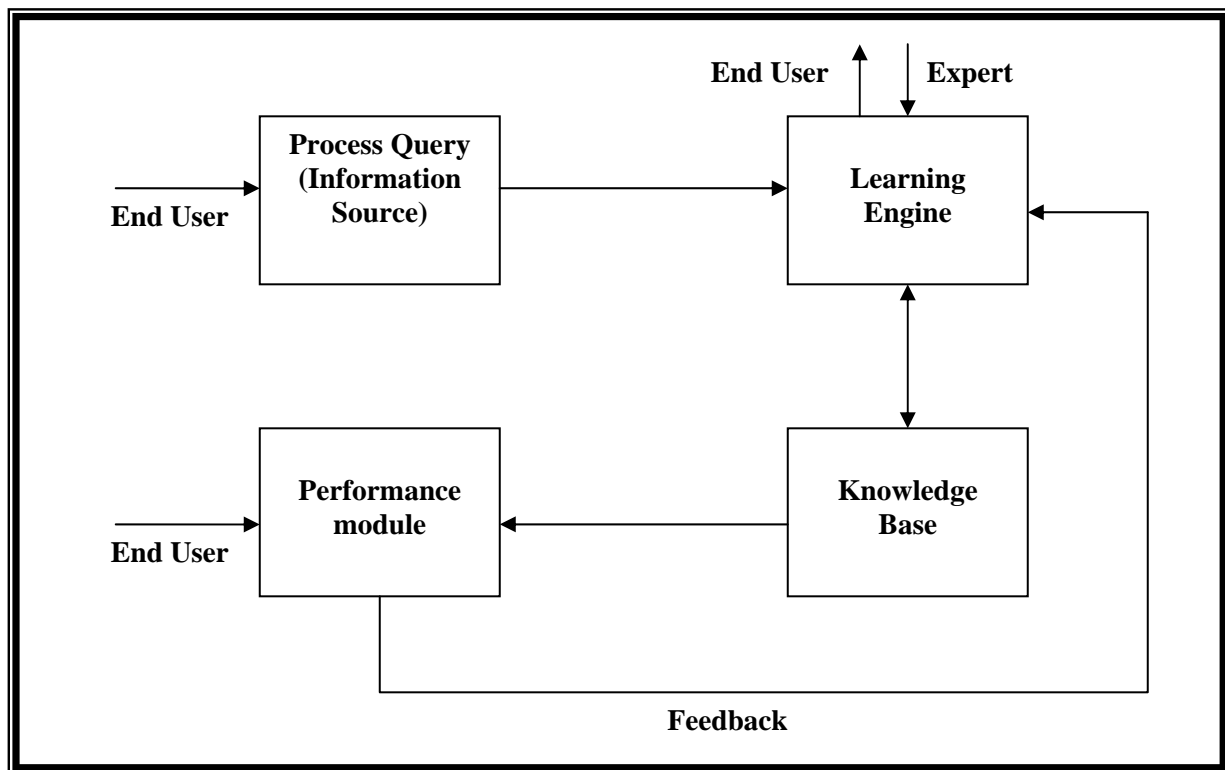 End User
Expert
Process Query
(Information
Source)
Learning
Engine
End User
Performance
module
Knowledge
Base
End User
Feedback